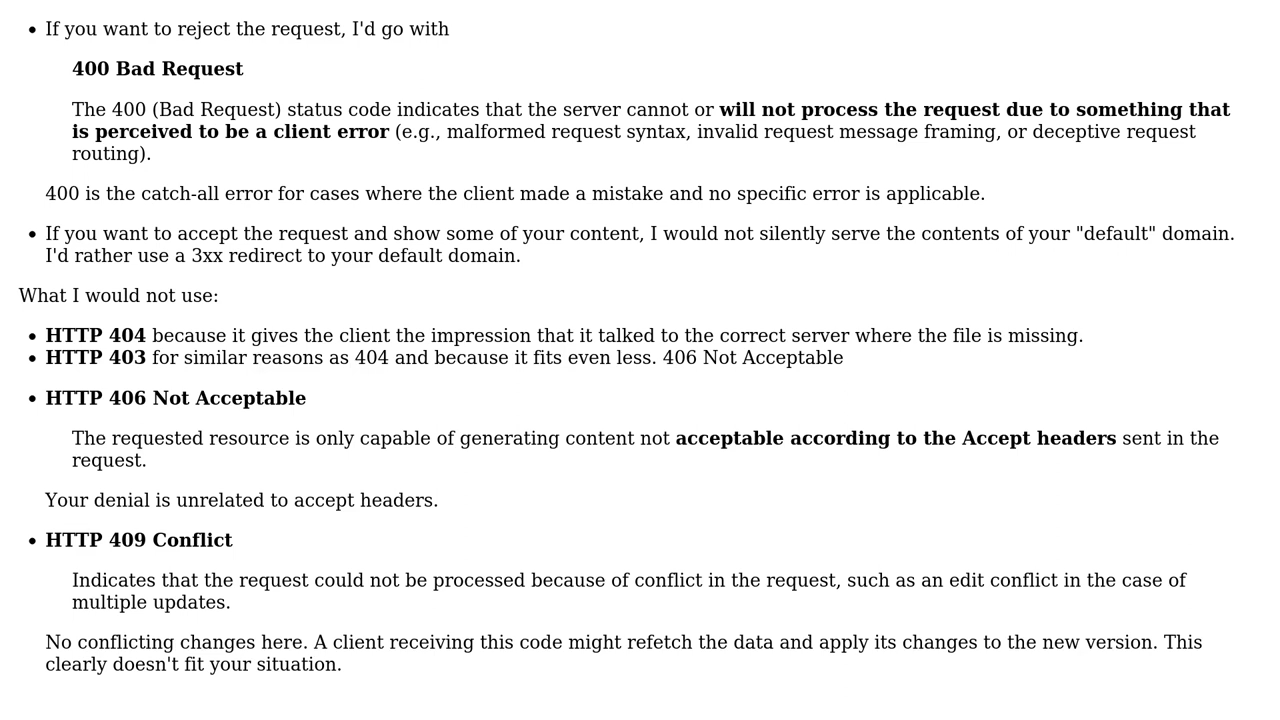 • If you want to reject the request, I'd go with
400 Bad Request
The 400 (Bad Request) status code indicates that the server cannot or will not process the request due to something that
is perceived to be a client error (e.g., malformed request syntax, invalid request message framing, or deceptive request
routing).
400 is the catch-all error for cases where the client made a mistake and no specific error is applicable.
• If you want to accept the request and show some of your content, I would not silently serve the contents of your "default" domain.
I'd rather use a 3xx redirect to your default domain.
What I would not use:
• HTTP 404 because it gives the client the impression that it talked to the correct server where the file is missing.
• HTTP 403 for similar reasons as 404 and because it fits even less. 406 Not Acceptable
• HTTP 406 Not Acceptable
The requested resource is only capable of generating content not acceptable according to the Accept headers sent in the
request.
Your denial is unrelated to accept headers.
• HTTP 409 Conflict
Indicates that the request could not be processed because of conflict in the request, such as an edit conflict in the case of
multiple updates.
No conflicting changes here. A client receiving this code might refetch the data and apply its changes to the new version. This
clearly doesn't fit your situation.